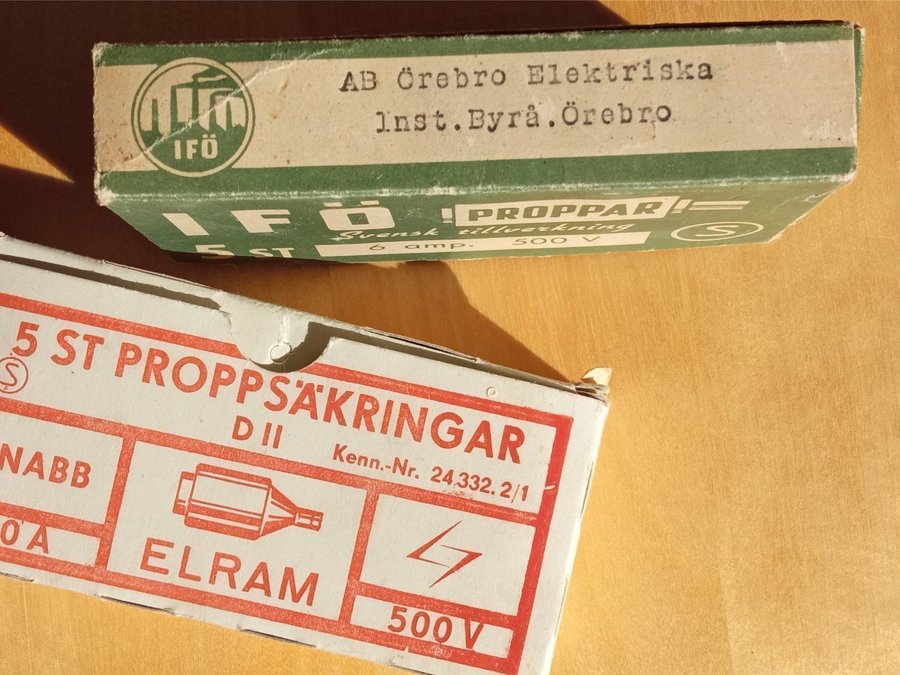 AB Örebro Elektriska
Inst.Byrå.Örebro
IFÖ
IFÖ !PROPPAR!
Svensk tillverkning
5 ST 6 amp. 500 V
S
5 ST PROPPSÄKRINGAR
S
D II
Kenn.-Nr. 24.332.2/1
NABB
0 A
ELRAM
500 V